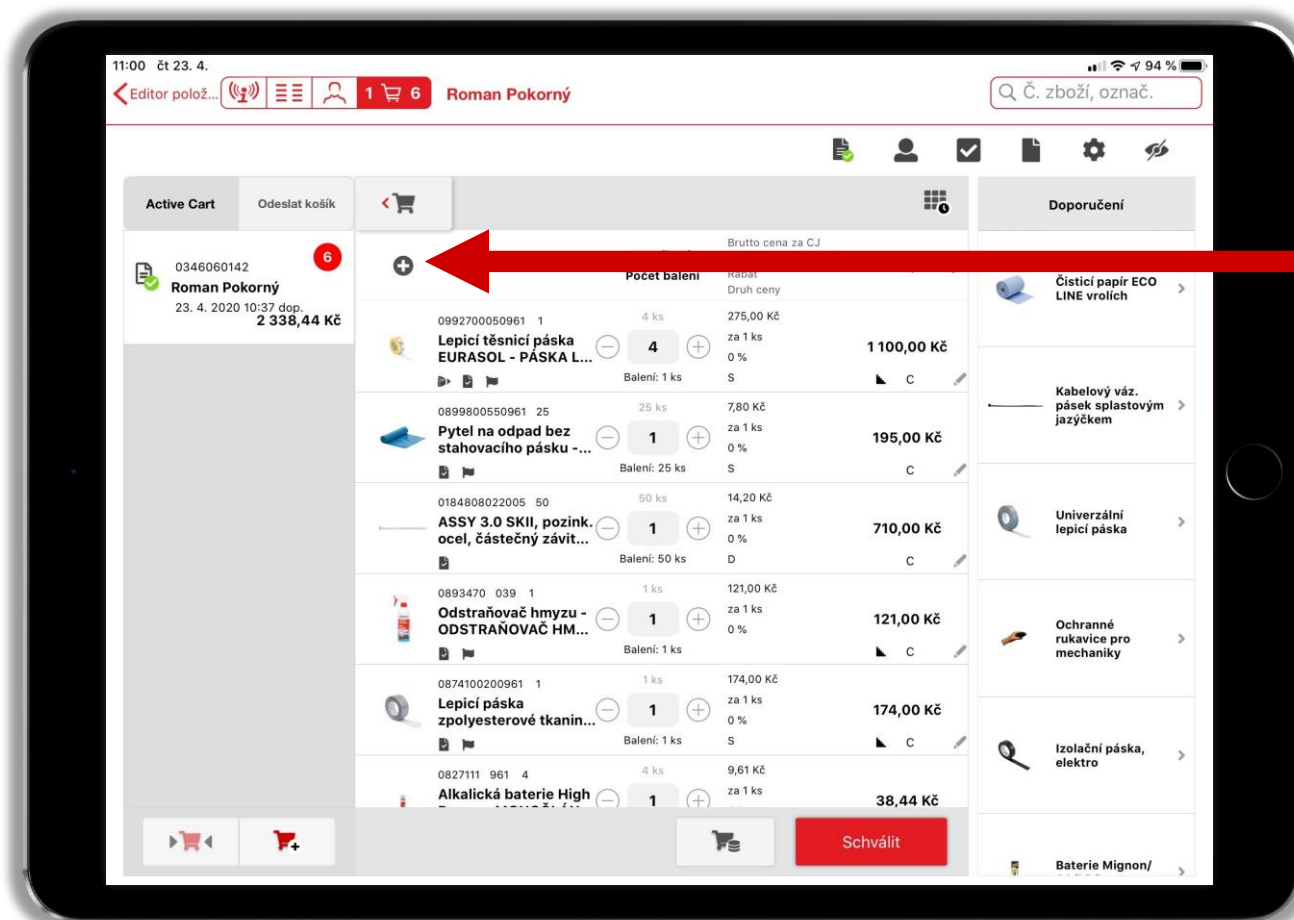 11:00 čt 23. 4.
94 %
Editor polož...
1 6
Roman Pokorný
Č. zboží, označ.
Active Cart
Odeslat košík
Doporučení
6
0346060142
Roman Pokorný
23. 4. 2020 10:37 dop.
2 338,44 Kč
Brutto cena za CJ
Počet balení
Rabat
Druh ceny
0992700050961 1
Lepicí těsnicí páska
EURASOL - PÁSKA L...
4 ks
4
Balení: 1 ks
275,00 Kč
za 1 ks
0 %
S
1 100,00 Kč
C
0899800550961 25
Pytel na odpad bez
stahovacího pásku -...
25 ks
1
Balení: 25 ks
7,80 Kč
za 1 ks
0 %
S
195,00 Kč
C
0184808022005 50
ASSY 3.0 SKII, pozink.
ocel, částečný závit...
50 ks
1
Balení: 50 ks
14,20 Kč
za 1 ks
0 %
D
710,00 Kč
C
0893470 039 1
Odstraňovač hmyzu -
ODSTRAŇOVAČ HM...
1 ks
1
Balení: 1 ks
121,00 Kč
za 1 ks
0 %
121,00 Kč
C
0874100200961 1
Lepicí páska
zpolyesterové tkanin...
1 ks
1
Balení: 1 ks
174,00 Kč
za 1 ks
0 %
S
174,00 Kč
C
0827111 961 4
Alkalická baterie High
4 ks
1
9,61 Kč
za 1 ks
38,44 Kč
Schválit
Čisticí papír ECO
LINE vrolích
Kabelový váz.
pásek splastovým
jazýčkem
Univerzální
lepicí páska
Ochranné
rukavice pro
mechaniky
Izolační páska,
elektro
Baterie Mignon/